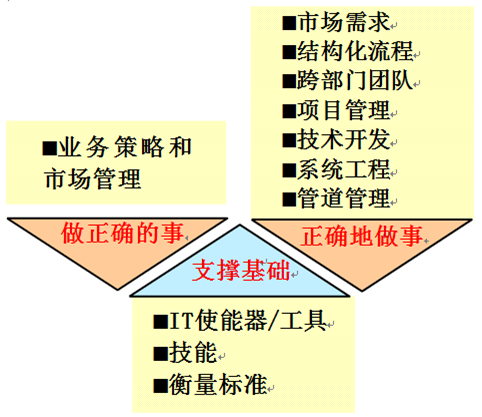 ■业务策略和
市场管理
做正确的事
■市场需求
■结构化流程
■跨部门团队
■项目管理
■技术开发
■系统工程
■管道管理
正确地做事
支撑基础
■IT使能器/工具
■技能
■衡量标准